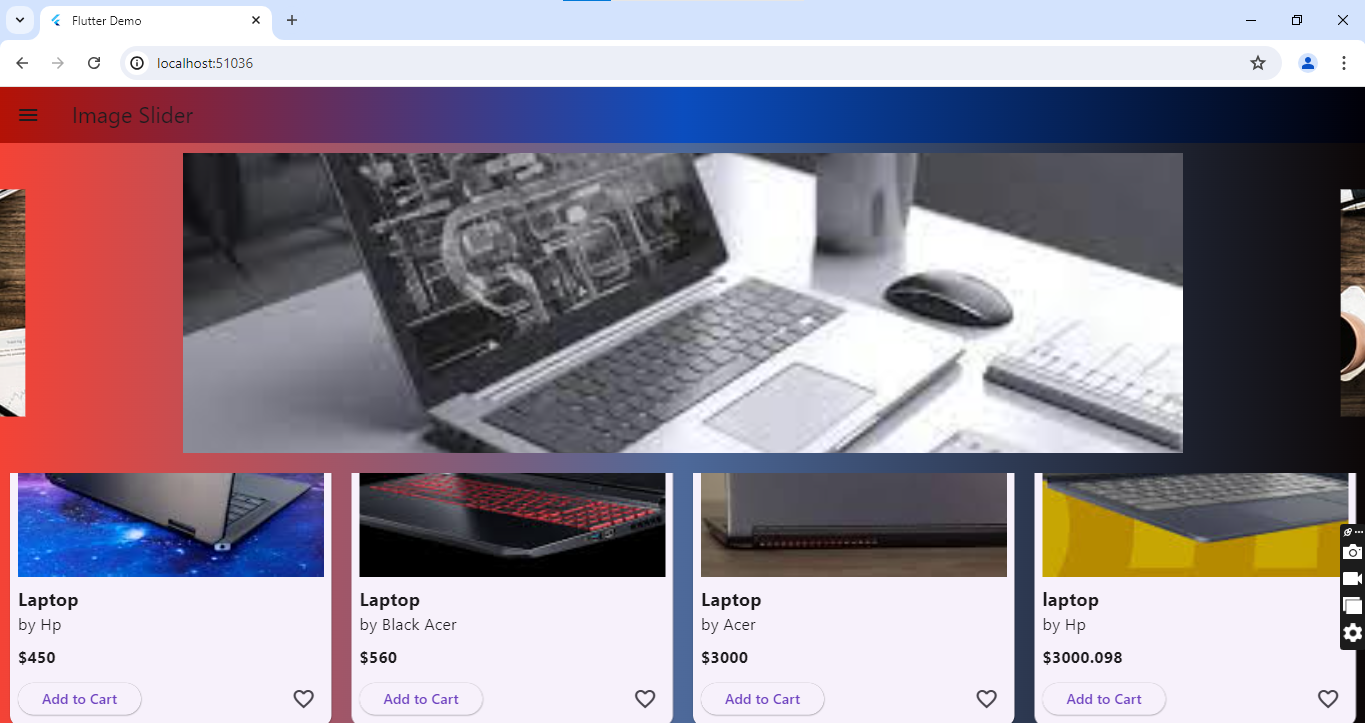 Flutter Demo
localhost:51036
Image Slider
Laptop
by Hp
$450
Add to Cart
Laptop
by Black Acer
$560
Add to Cart
Laptop
by Acer
$3000
Add to Cart
laptop
by Hp
$3000.098
Add to Cart